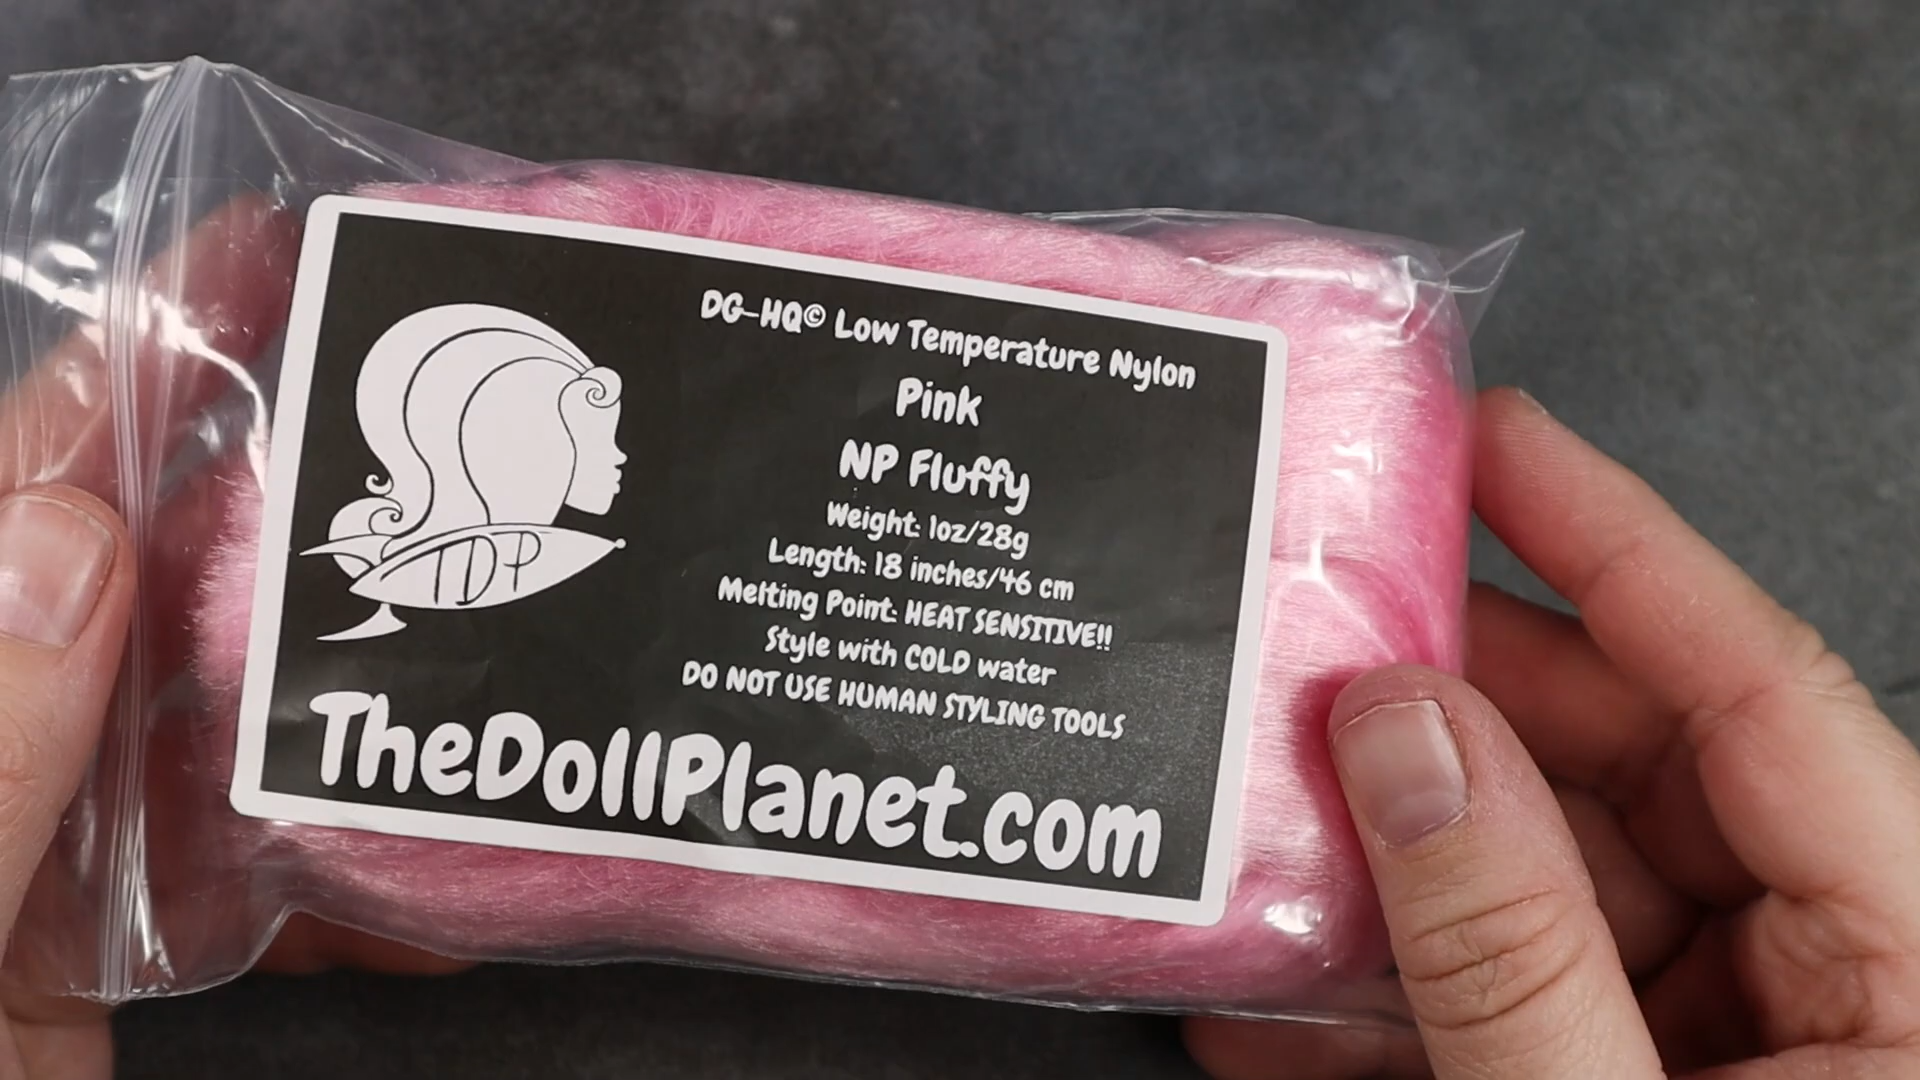 DG-HQ© Low Temperature Nylon
Pink
NP Fluffy
Weight: 1oz/28g
Length: 18 inches/46 cm
Melting Point: HEAT SENSITIVE!!
Style with COLD water
DO NOT USE HUMAN STYLING TOOLS
TDP
TheDollPlanet.com